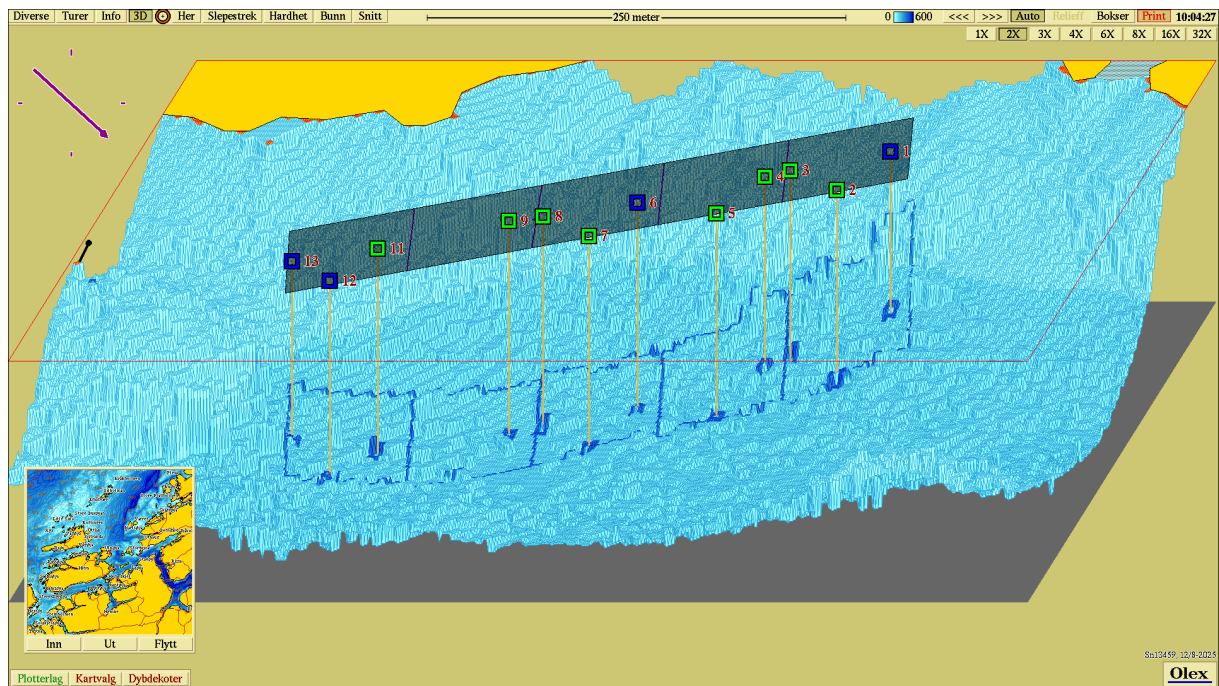 Diverse Turer Info 3D Her Slepestrek Hardhet Bunn Snitt 250 meter 0 600 <<< >>> Auto Relieff Bokser Print 10:04:27
1X 2X 3X 4X 6X 8X 16X 32X
1
3
4
2
6
5
8
9
7
11
13
12
Inn Ut Flytt
Sn13459, 12/8-2025
Plotterlag Kartvalg Dybdekoter
Olex